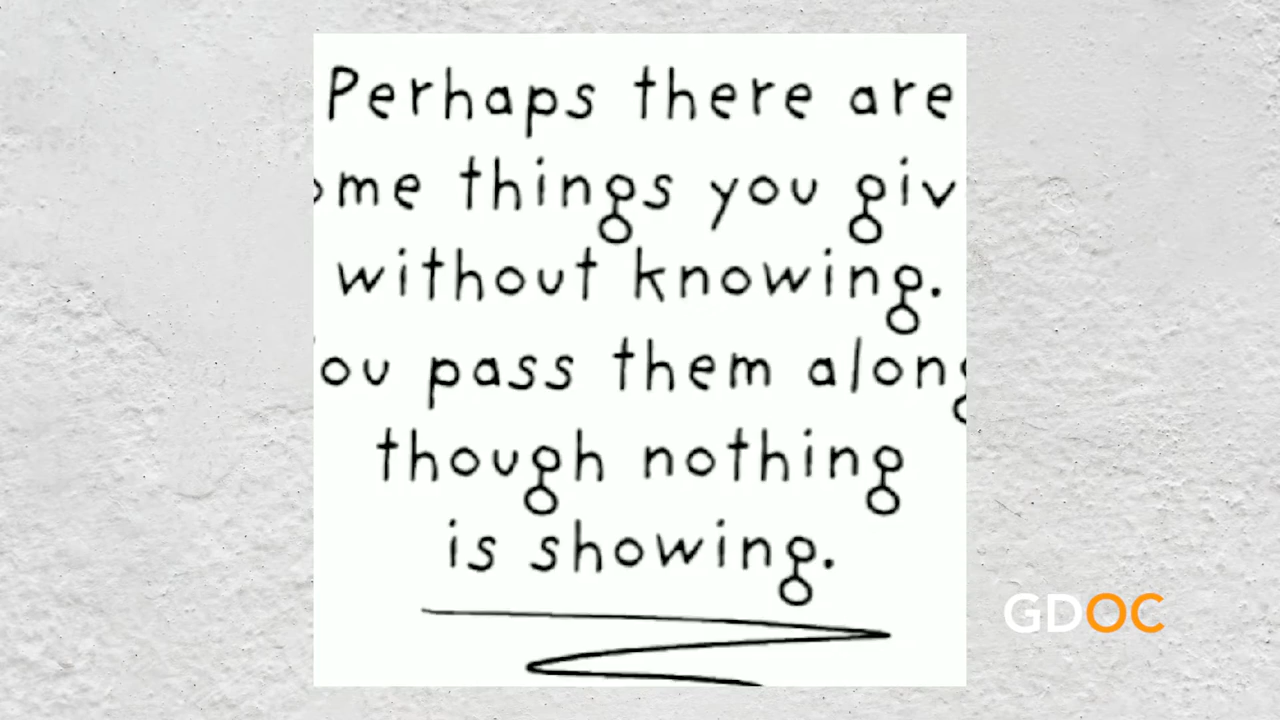 Perhaps there are
ome things you giv
without knowing.
ou pass them along
though nothing
is showing.
GDOC